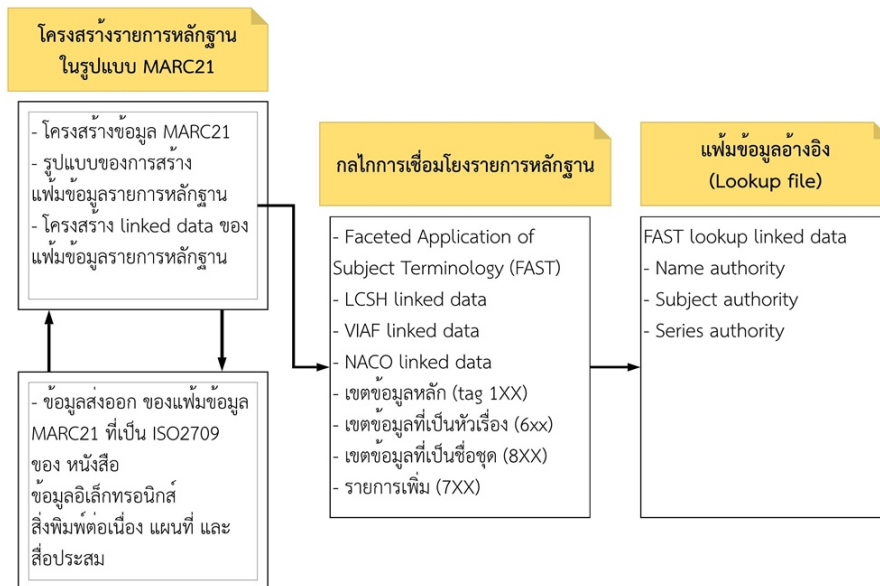 โครงสร้างรายการหลักฐาน
ในรูปแบบ MARC21
- โครงสร้างข้อมูล MARC21
- รูปแบบของการสร้าง
แฟ้มข้อมูลรายการหลักฐาน
- โครงสร้าง linked data ของ
แฟ้มข้อมูลรายการหลักฐาน
- ข้อมูลส่งออก ของแฟ้มข้อมูล
MARC21 ที่เป็น ISO2709
ของ หนังสือ
ข้อมูลอิเล็กทรอนิกส์
สิ่งพิมพ์ต่อเนื่อง แผนที่ และ
สื่อประสม
กลไกการเชื่อมโยงรายการหลักฐาน
- Faceted Application of
Subject Terminology (FAST)
- LCSH linked data
- VIAF linked data
- NACO linked data
- เขตข้อมูลหลัก (tag 1XX)
- เขตข้อมูลที่เป็นหัวเรื่อง (6xx)
- เขตข้อมูลที่เป็นชื่อชุด (8XX)
- รายการเพิ่ม (7XX)
แฟ้มข้อมูลอ้างอิง
(Lookup file)
FAST lookup linked data
- Name authority
- Subject authority
- Series authority